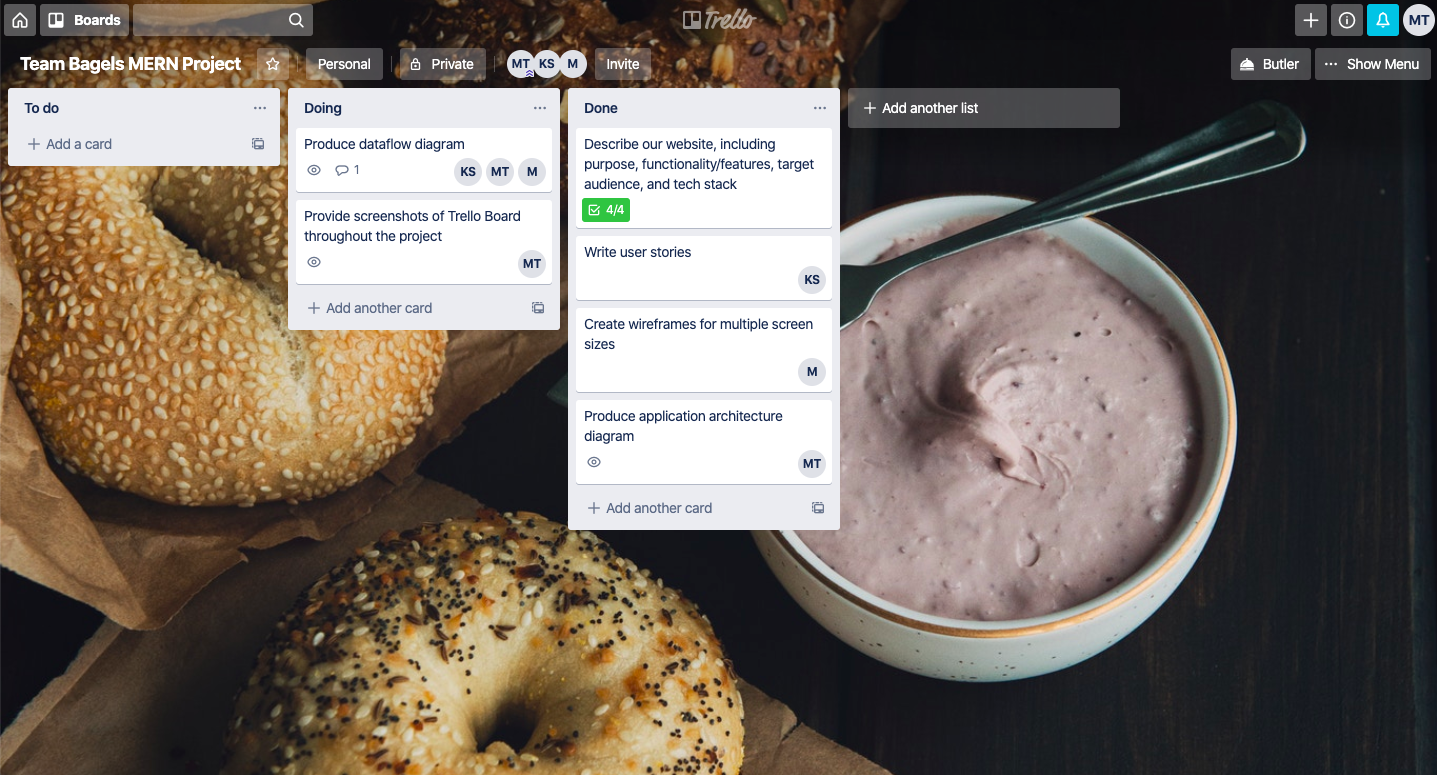 Boards
Trello
MT
Team Bagels MERN Project
Personal
Private
MT KS M
Invite
Butler
Show Menu
To do
Add a card
Doing
Produce dataflow diagram
1
KS MT M
Provide screenshots of Trello Board
throughout the project
MT
Add another card
Done
Describe our website, including
purpose, functionality/features, target
audience, and tech stack
4/4
Write user stories
KS
Create wireframes for multiple screen
sizes
M
Produce application architecture
diagram
MT
Add another card
Add another list